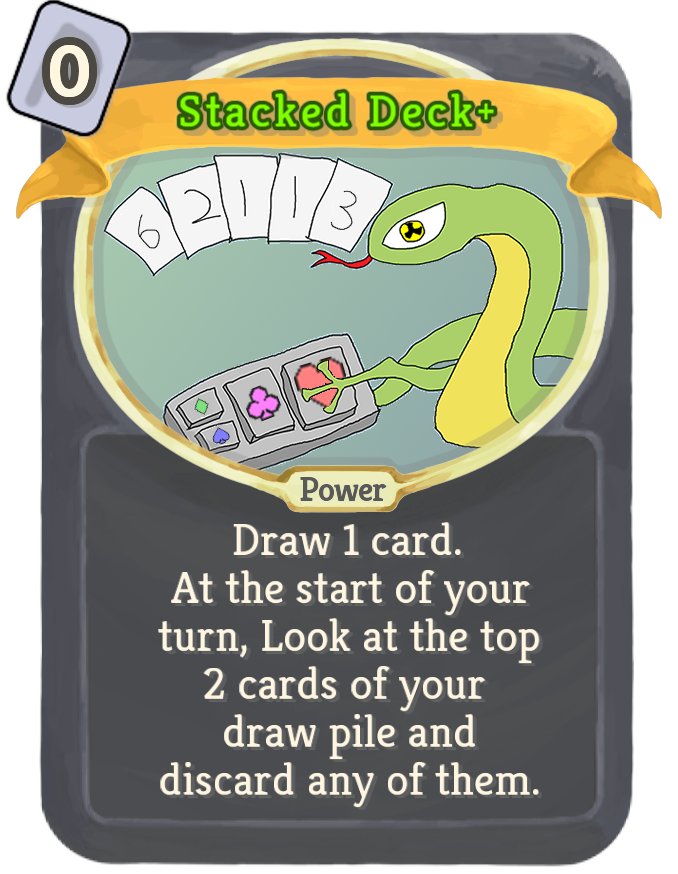 0
Stacked Deck+
6 2 1 1 3
Power
Draw 1 card.
At the start of your
turn, Look at the top
2 cards of your
draw pile and
discard any of them.